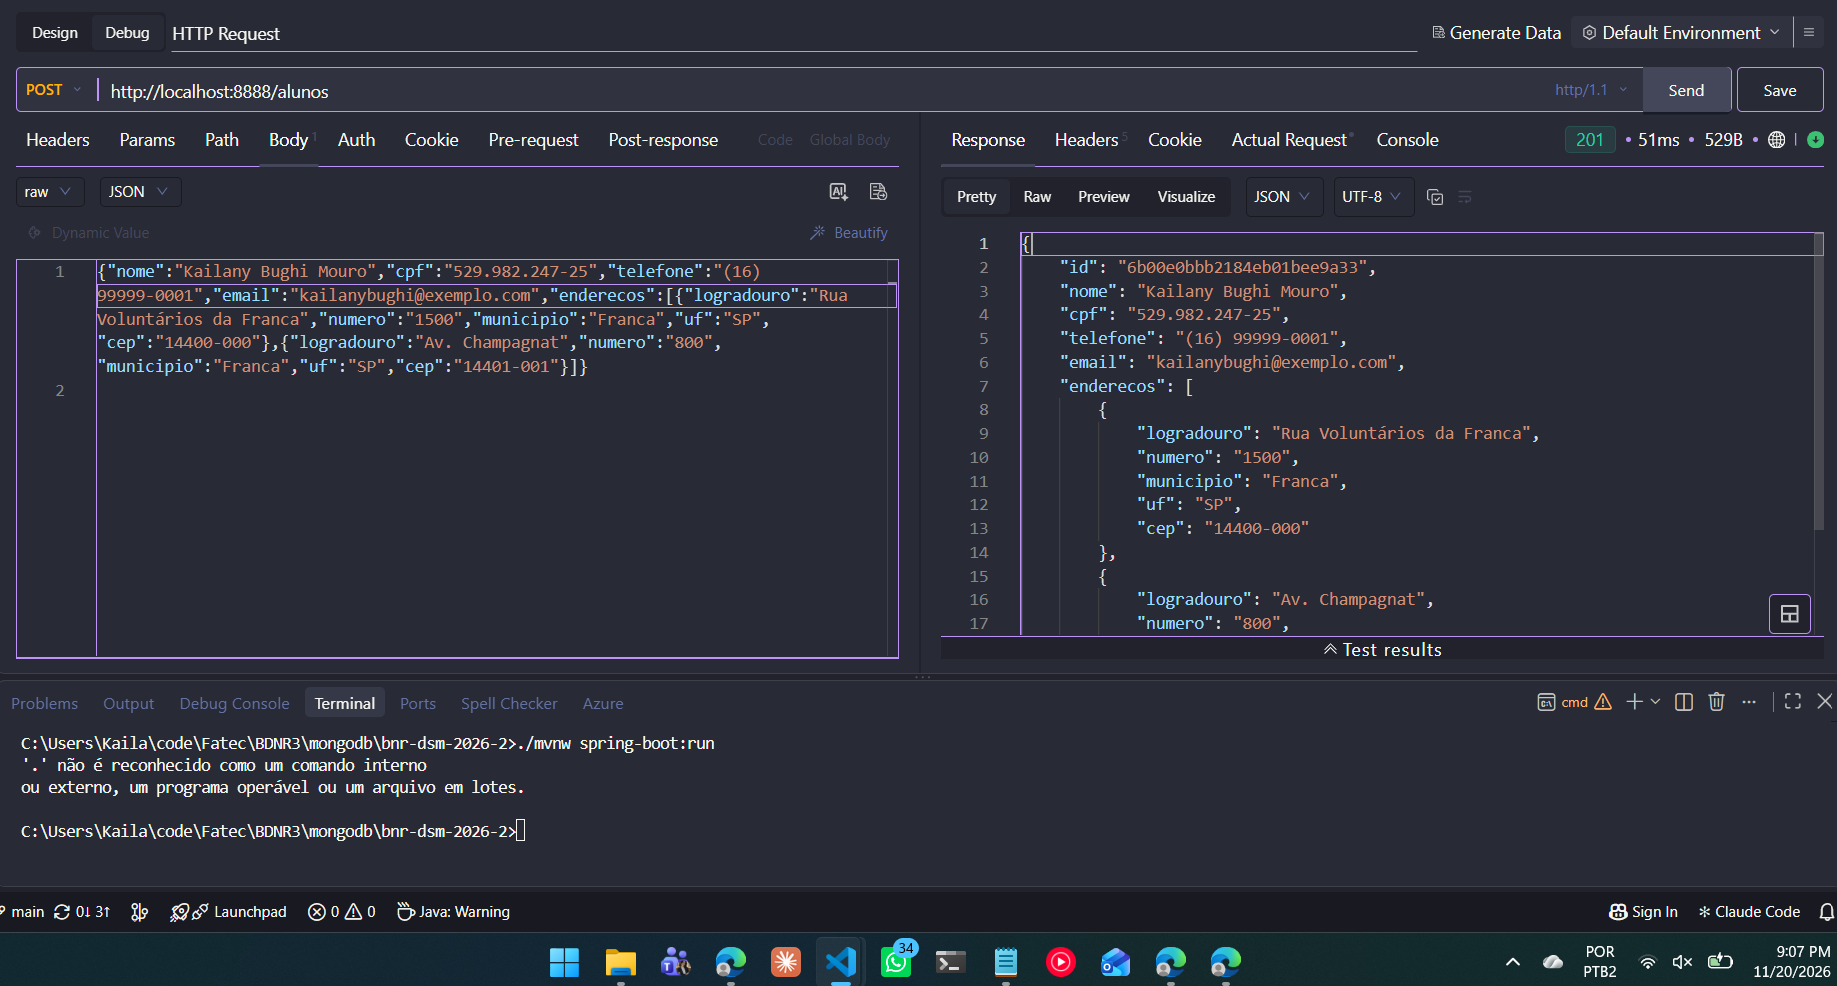 Design Debug HTTP Request Generate Data Default Environment
POST http://localhost:8888/alunos http/1.1 Send Save
Headers Params Path Body 1 Auth Cookie Pre-request Post-response Code Global Body
raw JSON
Dynamic Value Beautify
1 {"nome":"Kailany Bughi Mouro","cpf":"529.982.247-25","telefone":"(16)
99999-0001","email":"kailanybughi@exemplo.com","enderecos":[{"logradouro":"Rua
Voluntários da Franca","numero":"1500","municipio":"Franca","uf":"SP",
"cep":"14400-000"},{"logradouro":"Av. Champagnat","numero":"800",
"municipio":"Franca","uf":"SP","cep":"14401-001"}]}
2
Response Headers 5 Cookie Actual Request Console 201 • 51ms • 529B •
Pretty Raw Preview Visualize JSON UTF-8
1 {
2 "id": "6b00e0bbb2184eb01bee9a33",
3 "nome": "Kailany Bughi Mouro",
4 "cpf": "529.982.247-25",
5 "telefone": "(16) 99999-0001",
6 "email": "kailanybughi@exemplo.com",
7 "enderecos": [
8 {
9 "logradouro": "Rua Voluntários da Franca",
10 "numero": "1500",
11 "municipio": "Franca",
12 "uf": "SP",
13 "cep": "14400-000"
14 },
15 {
16 "logradouro": "Av. Champagnat",
17 "numero": "800",
Test results
Problems Output Debug Console Terminal Ports Spell Checker Azure cmd
C:\Users\Kaila\code\Fatec\BDNR3\mongodb\bnr-dsm-2026-2>./mvnw spring-boot:run
'.' não é reconhecido como um comando interno
ou externo, um programa operável ou um arquivo em lotes.
C:\Users\Kaila\code\Fatec\BDNR3\mongodb\bnr-dsm-2026-2>
main 0↓ 3↑ Launchpad 0 0 Java: Warning Sign In Claude Code
34
POR
PTB2
9:07 PM
11/20/2026